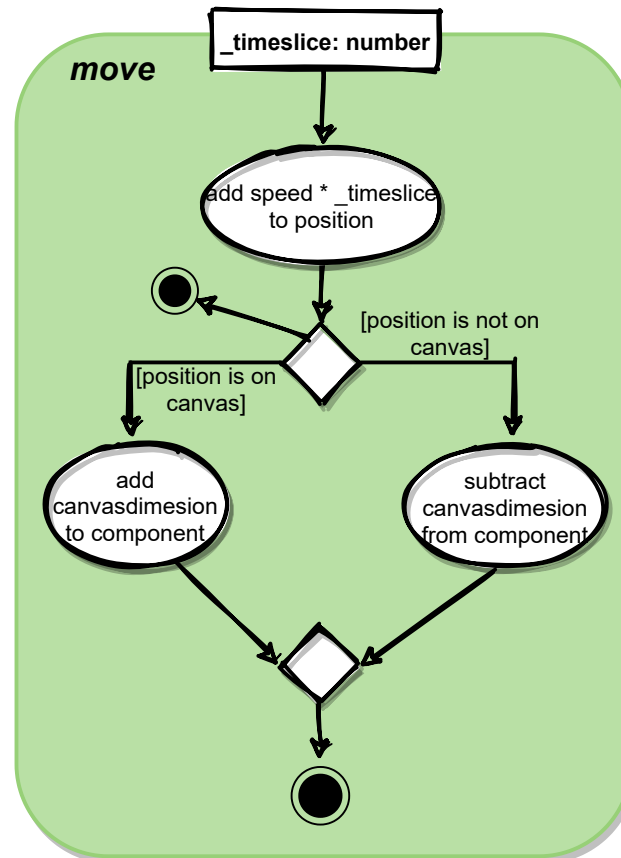 _timeslice: number
move
add speed * _timeslice
to position
[position is not on
canvas]
[position is on
canvas]
add
canvasdimesion
to component
subtract
canvasdimesion
from component